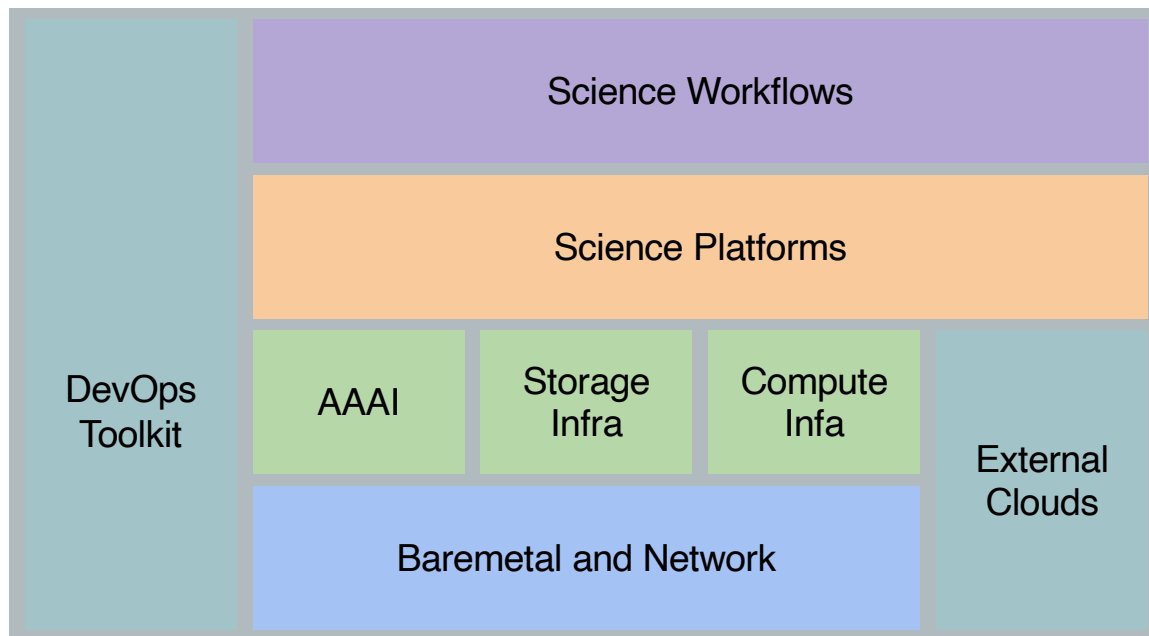 Science Workflows
Science Platforms
DevOps
Toolkit
AAAI
Storage
Infra
Compute
Infa
External
Clouds
Baremetal and Network